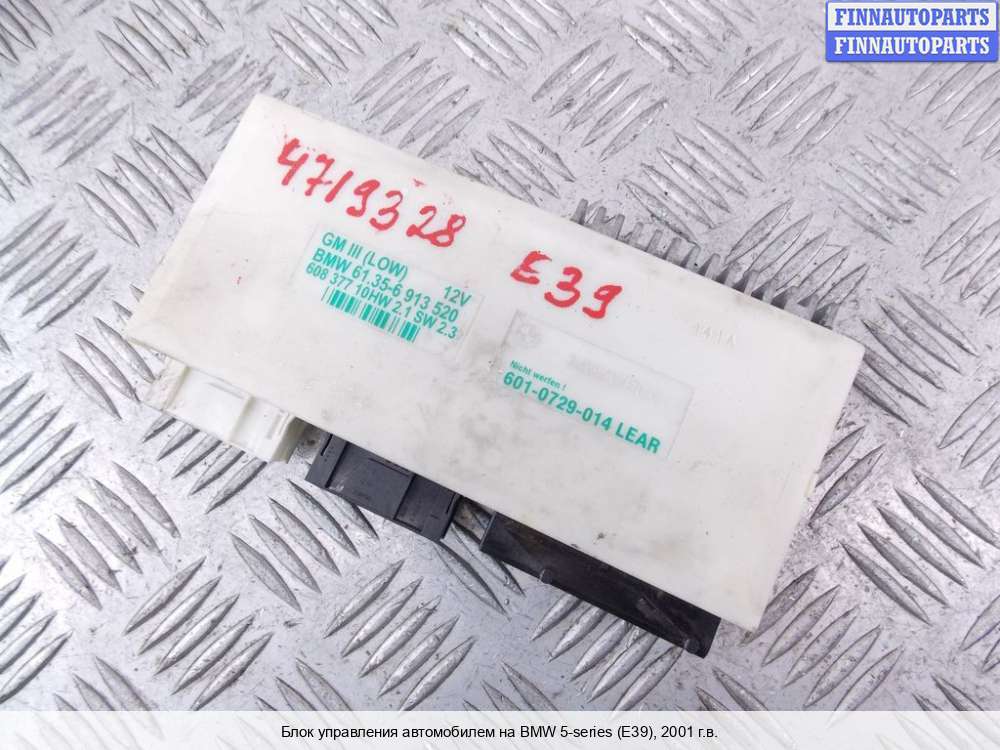 FINNAUTOPARTS
FINNAUTOPARTS
4719328
E39
GM III (LOW) 12V
BMW 61.35-6 913 520
608 377 10HW 2.1 SW 2.3
Nicht werfen !
601-0729-014 LEAR
Блок управления автомобилем на BMW 5-series (E39), 2001 г.в.